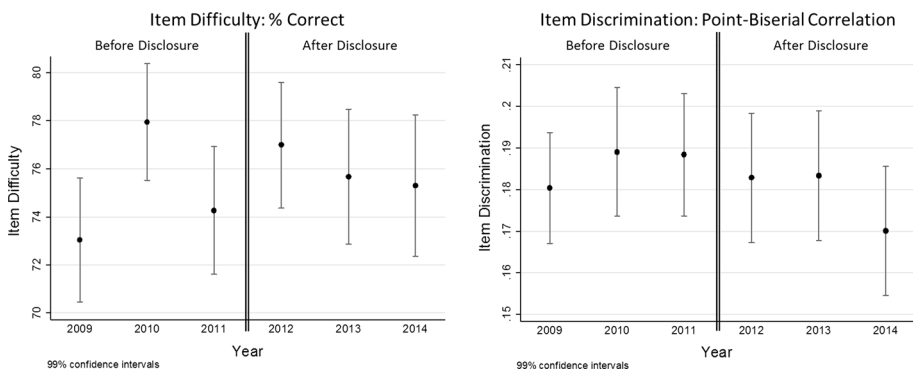 Item Difficulty: % Correct
Before Disclosure
After Disclosure
Item Difficulty
80
78
76
74
72
70
2009
2010
2011
2012
2013
2014
Year
99% confidence intervals
Item Discrimination: Point-Biserial Correlation
Before Disclosure
After Disclosure
Item Discrimination
.21
.2
.19
.18
.17
.16
.15
2009
2010
2011
2012
2013
2014
Year
99% confidence intervals